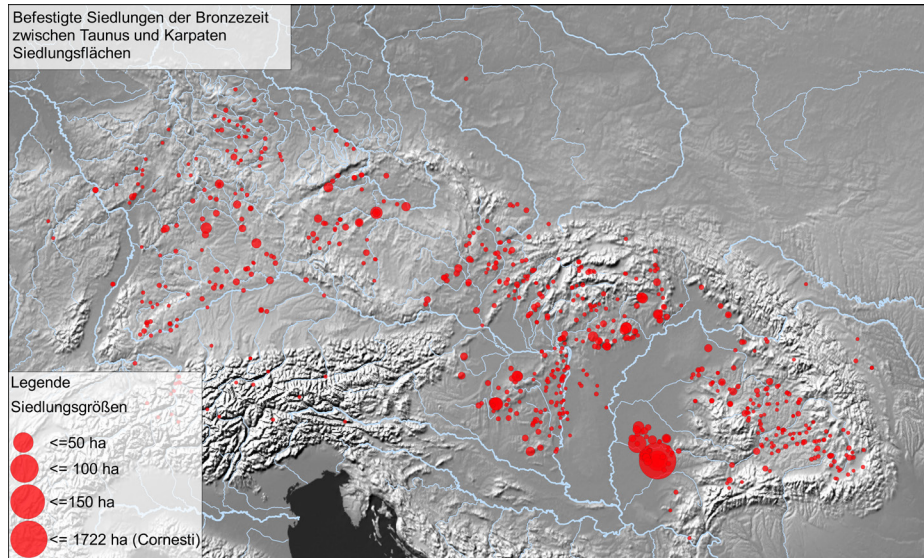 Befestigte Siedlungen der Bronzezeit
zwischen Taunus und Karpaten
Siedlungsflächen
Legende
Siedlungsgrößen
<=50 ha
<= 100 ha
<=150 ha
<= 1722 ha (Cornesti)